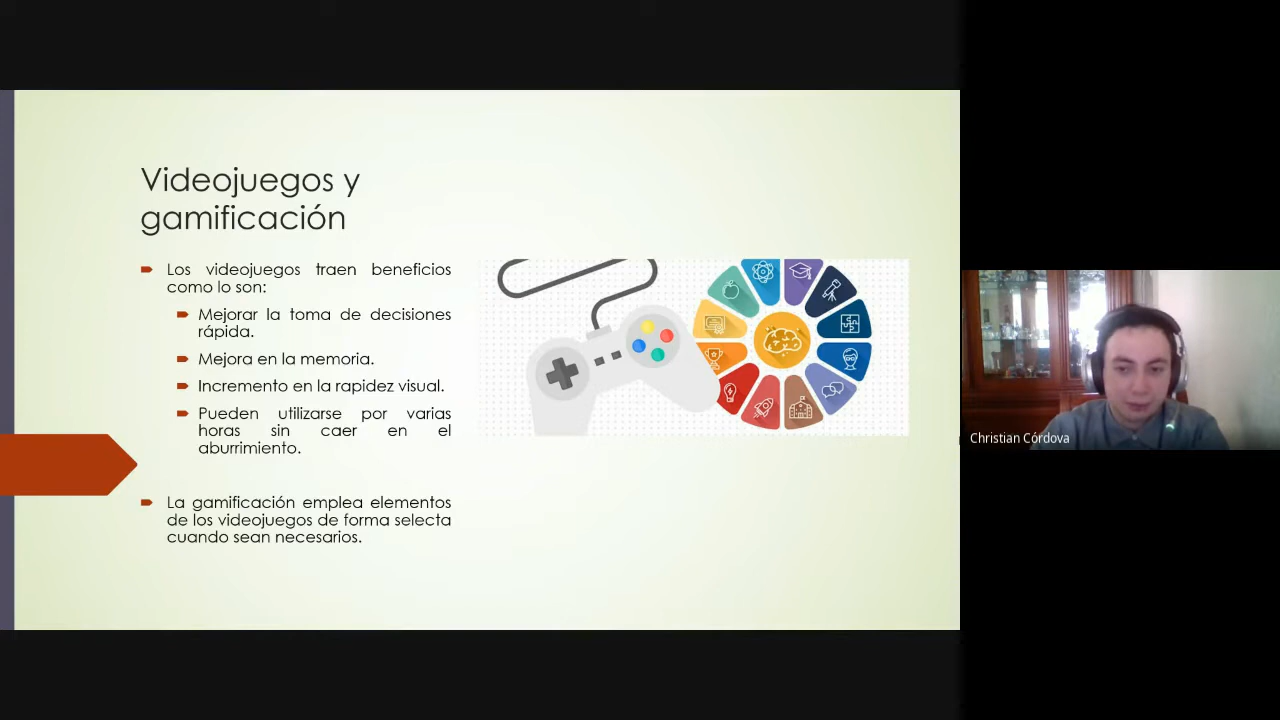 Videojuegos y
gamificación
Los videojuegos traen beneficios
como lo son:
Mejorar la toma de decisiones
rápida.
Mejora en la memoria.
Incremento en la rapidez visual.
Pueden utilizarse por varias
horas sin caer en el
aburrimiento.
La gamificación emplea elementos
de los videojuegos de forma selecta
cuando sean necesarios.
Christian Córdova